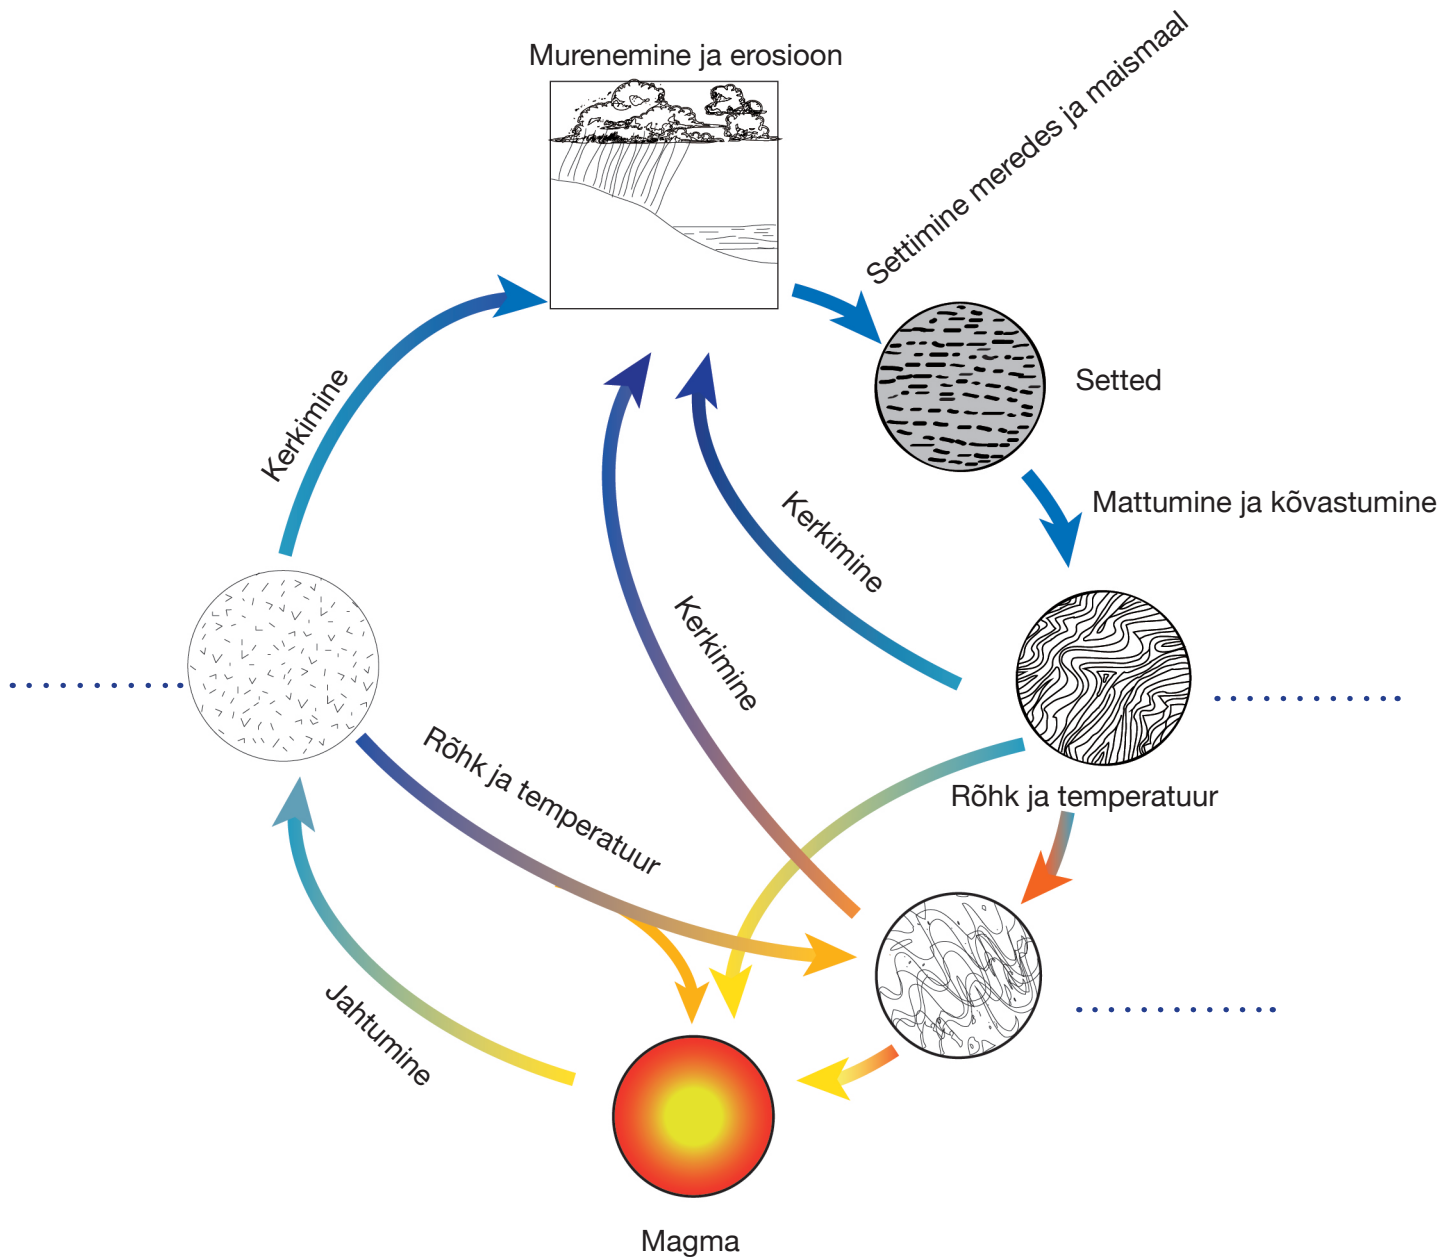 Murenemine ja erosioon
Settimine meredes ja maismaal
Setted
Kerkimine
Mattumine ja kõvastumine
Kerkimine
Kerkimine
Rõhk ja temperatuur
Rõhk ja temperatuur
Jahtumine
Magma